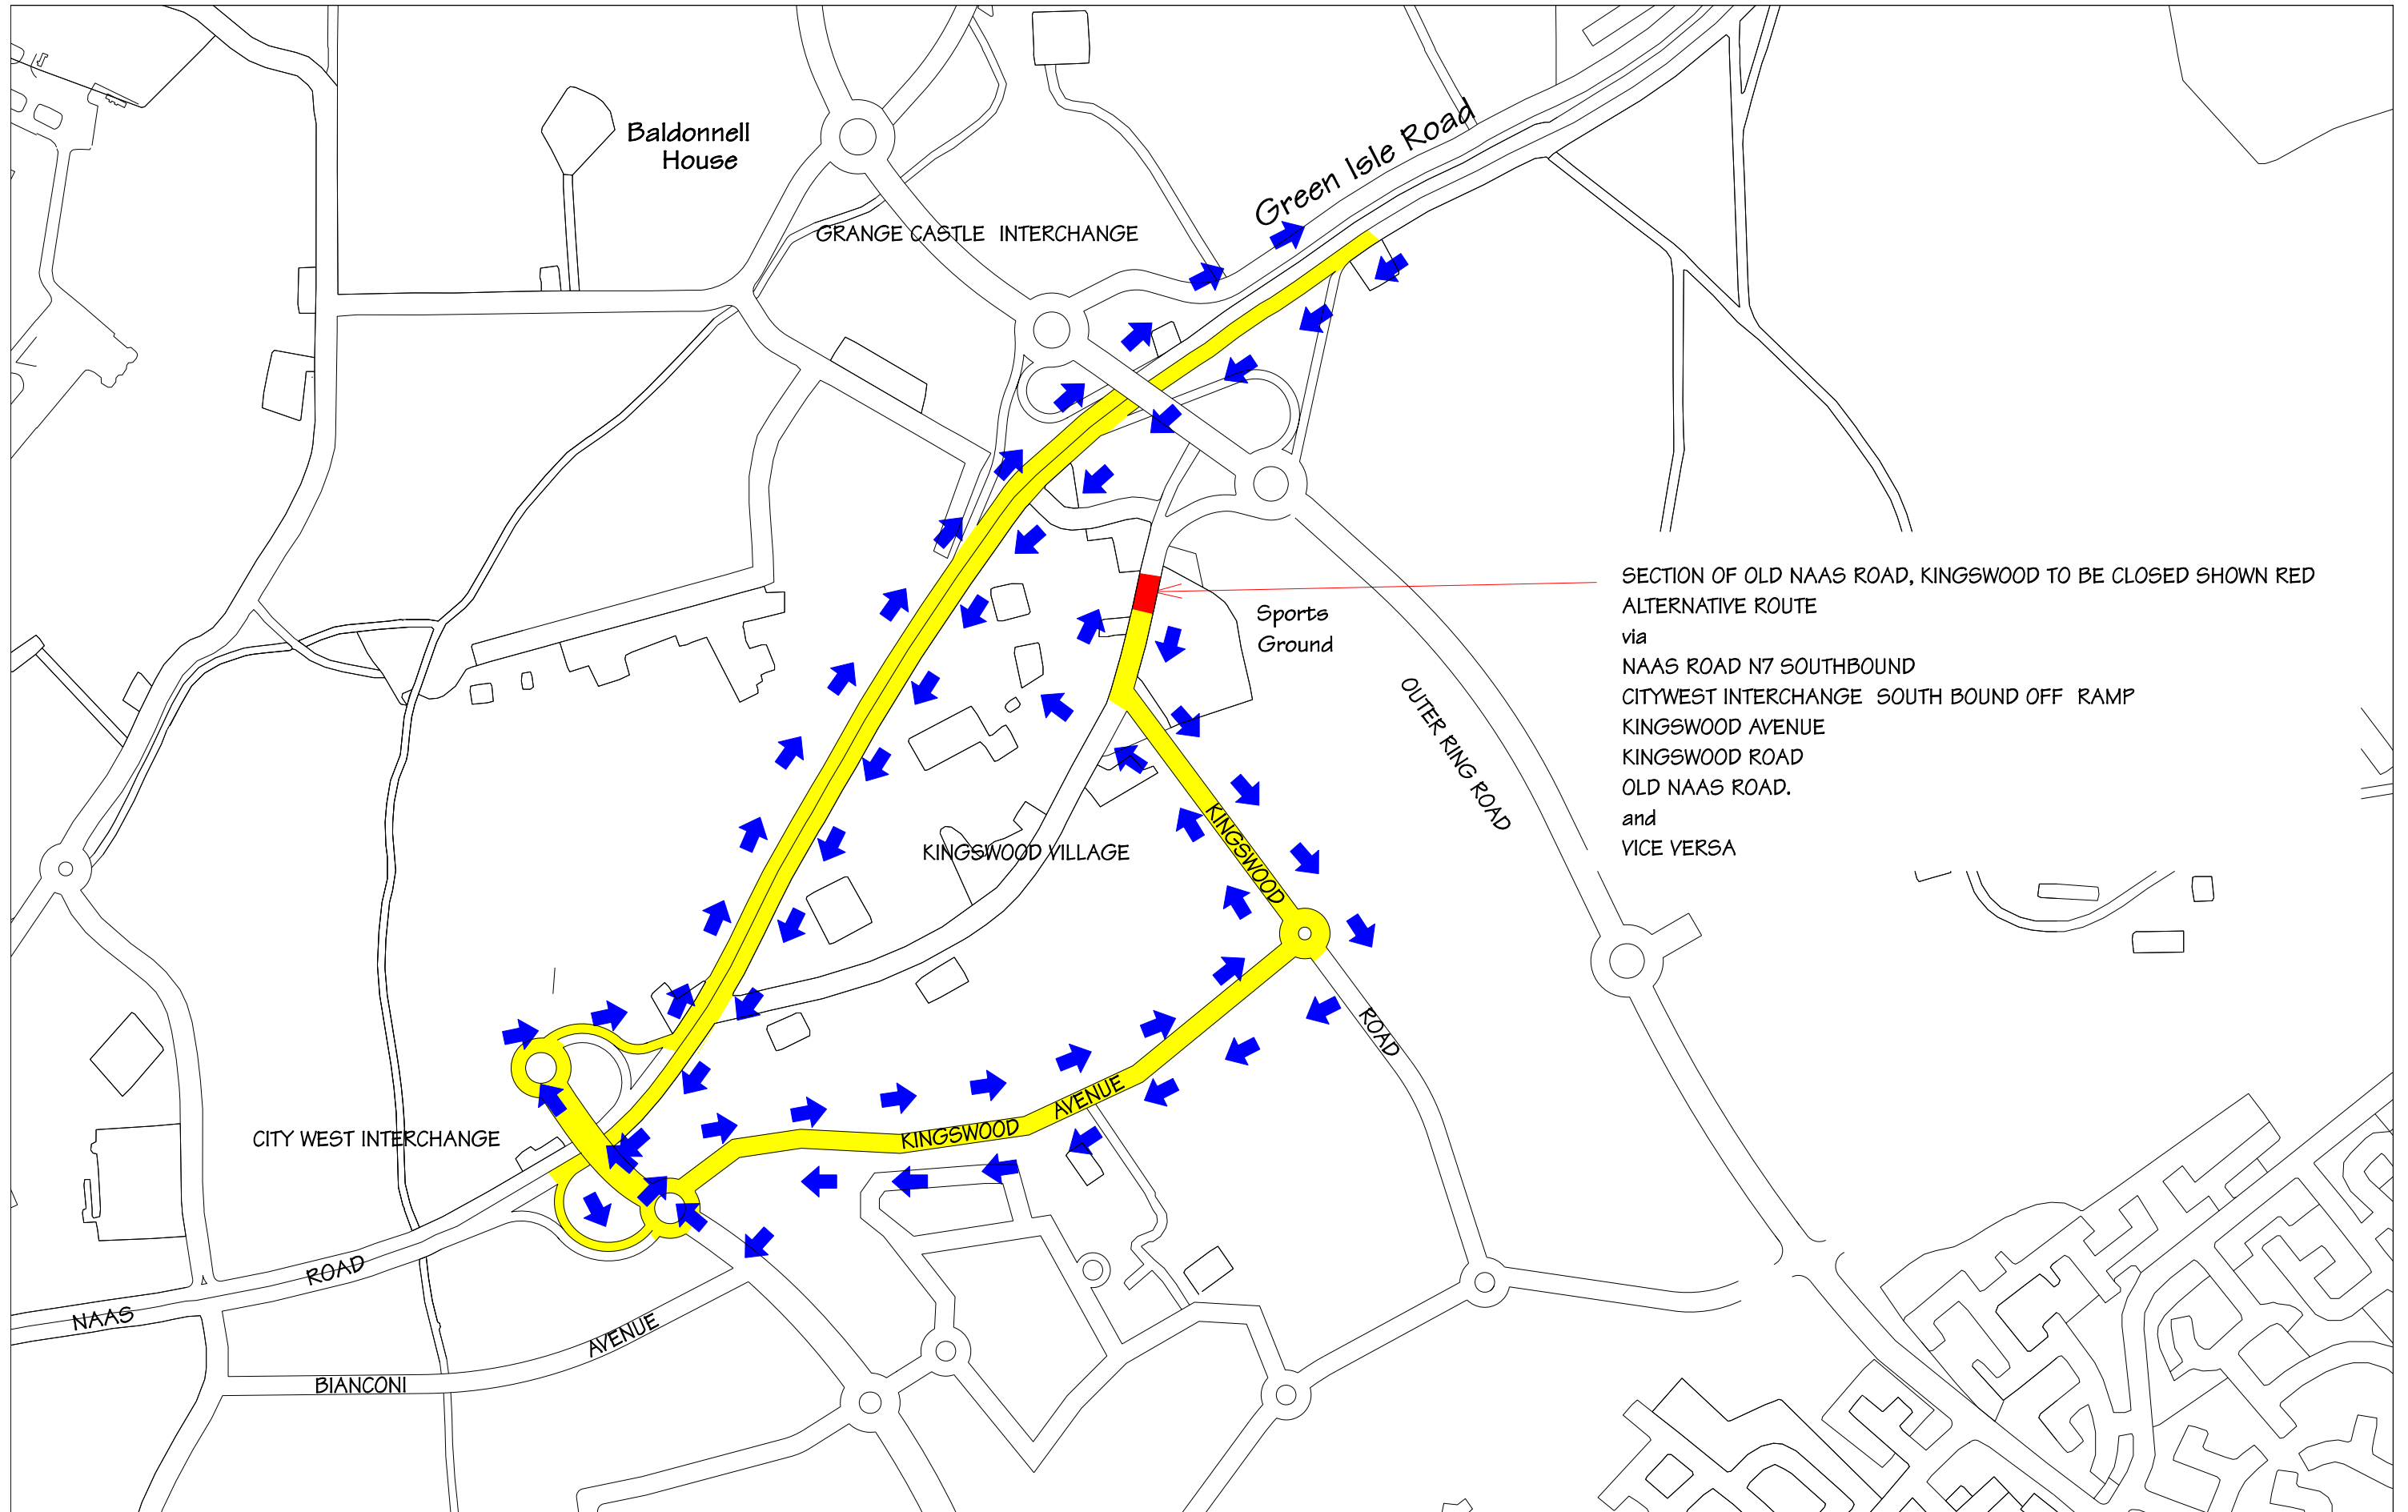 Baldonnell
House
Green Isle Road
GRANGE CASTLE  INTERCHANGE
SECTION OF OLD NAAS ROAD, KINGSWOOD TO BE CLOSED SHOWN RED
ALTERNATIVE ROUTE
via
NAAS ROAD N7 SOUTHBOUND
CITYWEST INTERCHANGE  SOUTH BOUND OFF  RAMP
KINGSWOOD AVENUE
KINGSWOOD ROAD
OLD NAAS ROAD.
and
VICE VERSA
Sports
Ground
OUTER RING ROAD
KINGSWOOD
KINGSWOOD VILLAGE
ROAD
AVENUE
KINGSWOOD
CITY WEST INTERCHANGE
ROAD
NAAS
AVENUE
BIANCONI